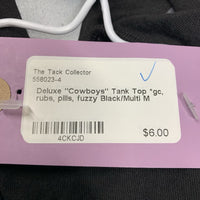 The Tack Collector
558023-4
Deluxe "Cowboys" Tank Top *gc,
rubs, pills, fuzzy Black/Multi M
$6.00
4CKCJD